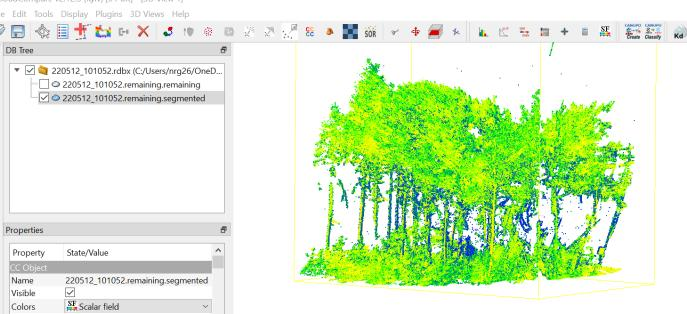 Edit Tools Display Plugins 3D Views Help
SOR
SF
CANUPO Create
CANUPO Classify
Kd
DB Tree
220512_101052.rdbx (C:/Users/nrg26/OneD...
220512_101052.remaining.remaining
220512_101052.remaining.segmented
Properties
Property State/Value
CC Object
Name 220512_101052.remaining.segmented
Visible
Colors SF Scalar field